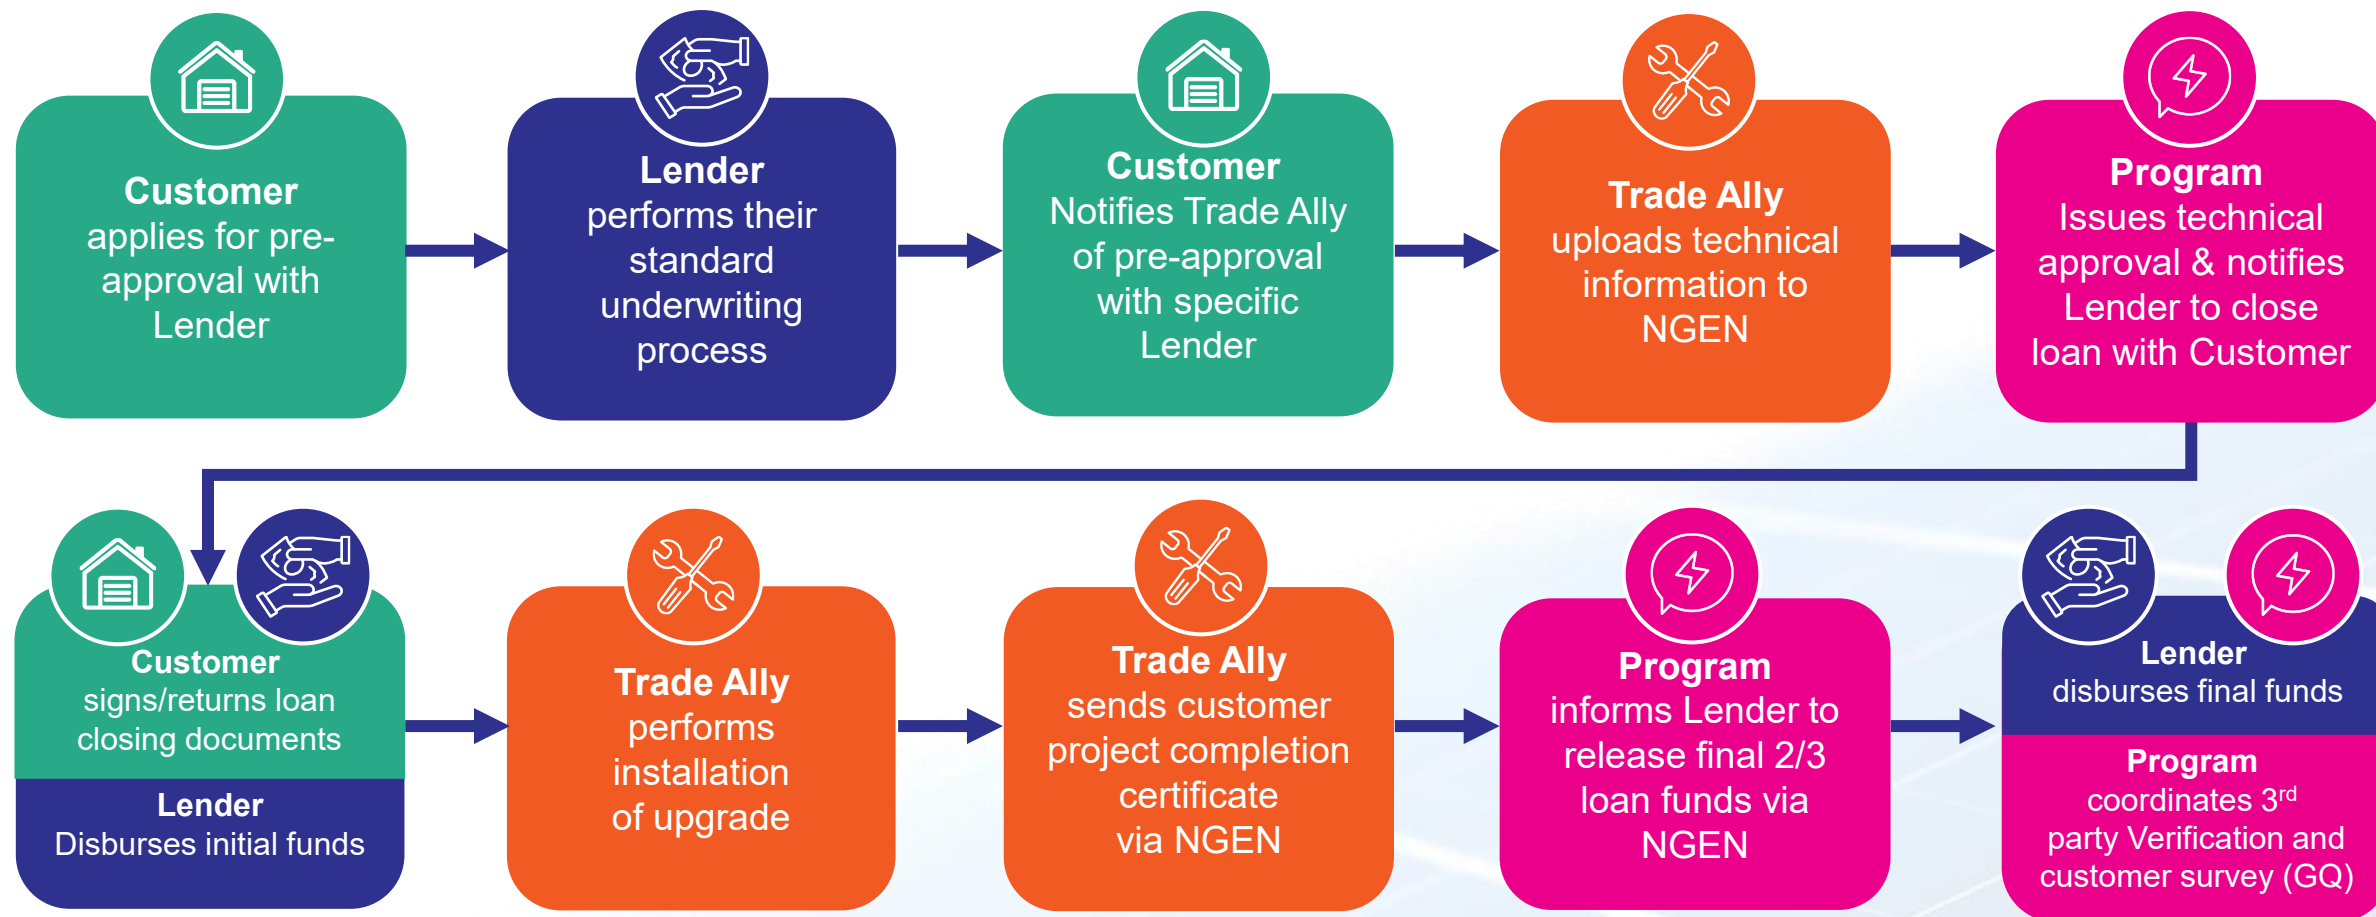 Customer
applies for pre-
approval with
Lender
Lender
performs their
standard
underwriting
process
Customer
Notifies Trade Ally
of pre-approval
with specific
Lender
Trade Ally
uploads technical
information to
NGEN
Program
Issues technical
approval & notifies
Lender to close
loan with Customer
Customer
signs/returns loan
closing documents
Lender
Disburses initial funds
Trade Ally
performs
installation
of upgrade
Trade Ally
sends customer
project completion
certificate
via NGEN
Program
informs Lender to
release final 2/3
loan funds via
NGEN
Lender
disburses final funds
Program
coordinates 3rd
party Verification and
customer survey (GQ)